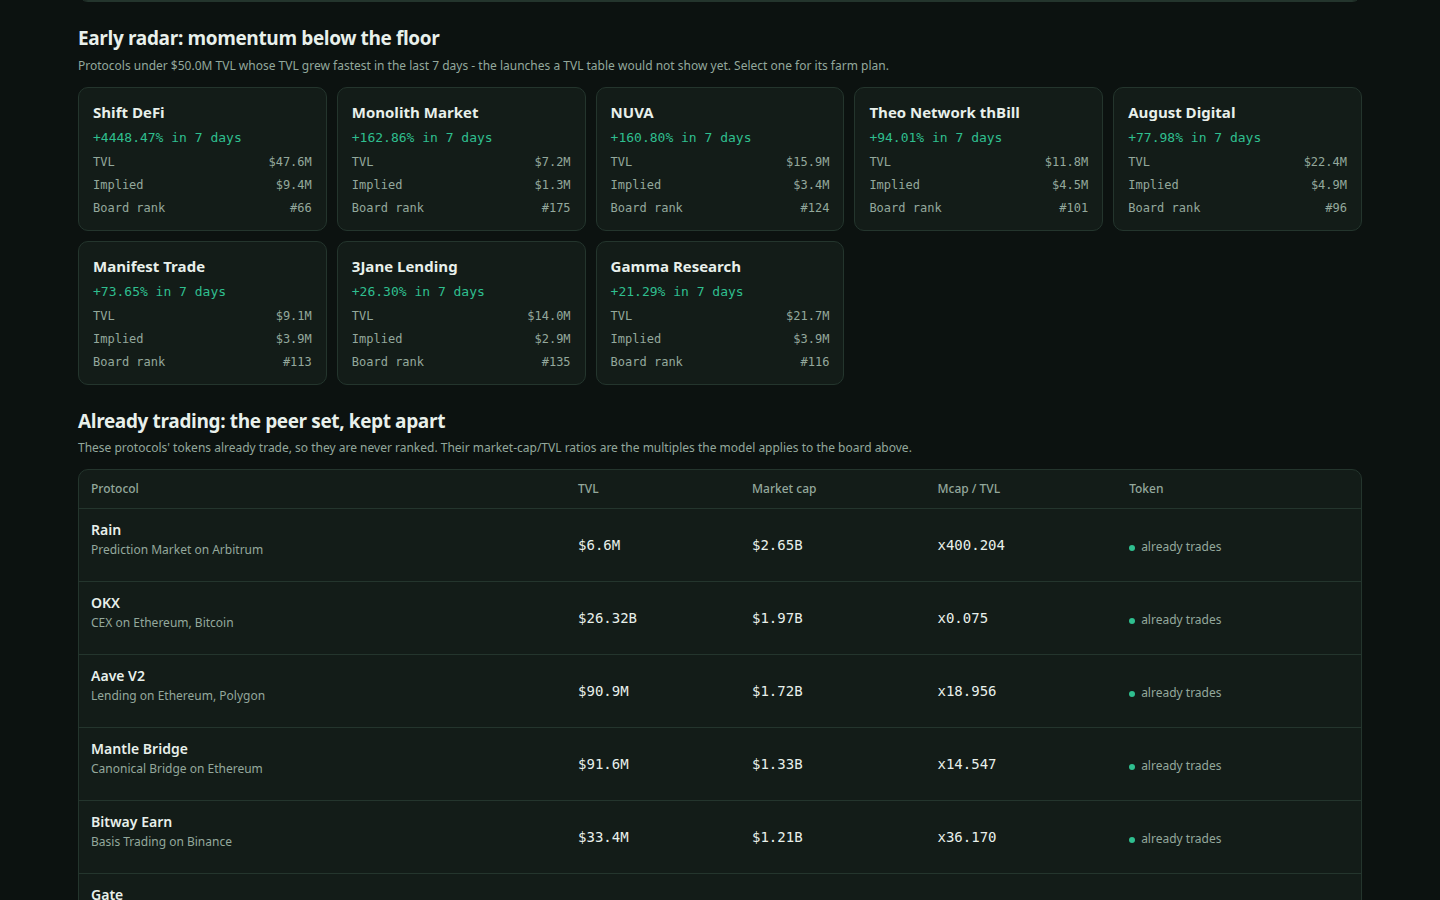 Early radar: momentum below the floor
Protocols under $50.0M TVL whose TVL grew fastest in the last 7 days - the launches a TVL table would not show yet. Select one for its farm plan.
Shift DeFi
+4448.47% in 7 days
TVL $47.6M
Implied $9.4M
Board rank #66
Monolith Market
+162.86% in 7 days
TVL $7.2M
Implied $1.3M
Board rank #175
NUVA
+160.80% in 7 days
TVL $15.9M
Implied $3.4M
Board rank #124
Theo Network thBill
+94.01% in 7 days
TVL $11.8M
Implied $4.5M
Board rank #101
August Digital
+77.98% in 7 days
TVL $22.4M
Implied $4.9M
Board rank #96
Manifest Trade
+73.65% in 7 days
TVL $9.1M
Implied $3.9M
Board rank #113
3Jane Lending
+26.30% in 7 days
TVL $14.0M
Implied $2.9M
Board rank #135
Gamma Research
+21.29% in 7 days
TVL $21.7M
Implied $3.9M
Board rank #116
Already trading: the peer set, kept apart
These protocols' tokens already trade, so they are never ranked. Their market-cap/TVL ratios are the multiples the model applies to the board above.
Protocol TVL Market cap Mcap / TVL Token
Rain
Prediction Market on Arbitrum
$6.6M $2.65B x400.204 already trades
OKX
CEX on Ethereum, Bitcoin
$26.32B $1.97B x0.075 already trades
Aave V2
Lending on Ethereum, Polygon
$90.9M $1.72B x18.956 already trades
Mantle Bridge
Canonical Bridge on Ethereum
$91.6M $1.33B x14.547 already trades
Bitway Earn
Basis Trading on Binance
$33.4M $1.21B x36.170 already trades
Gate